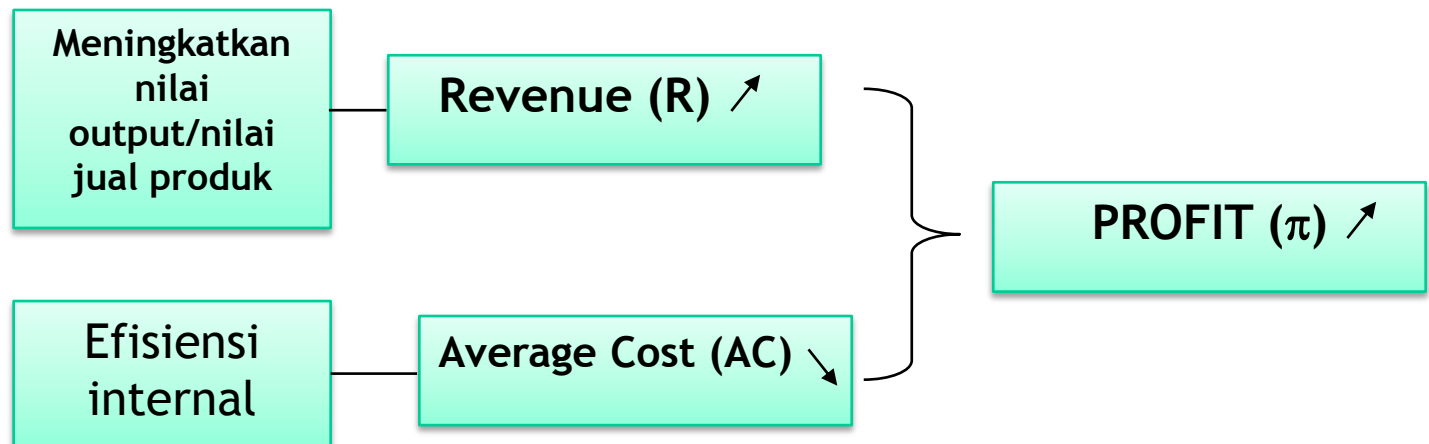 Meningkatkan
nilai
output/nilai
jual produk
Revenue (R) ↗
PROFIT (π) ↗
Efisiensi
internal
Average Cost (AC) ↘